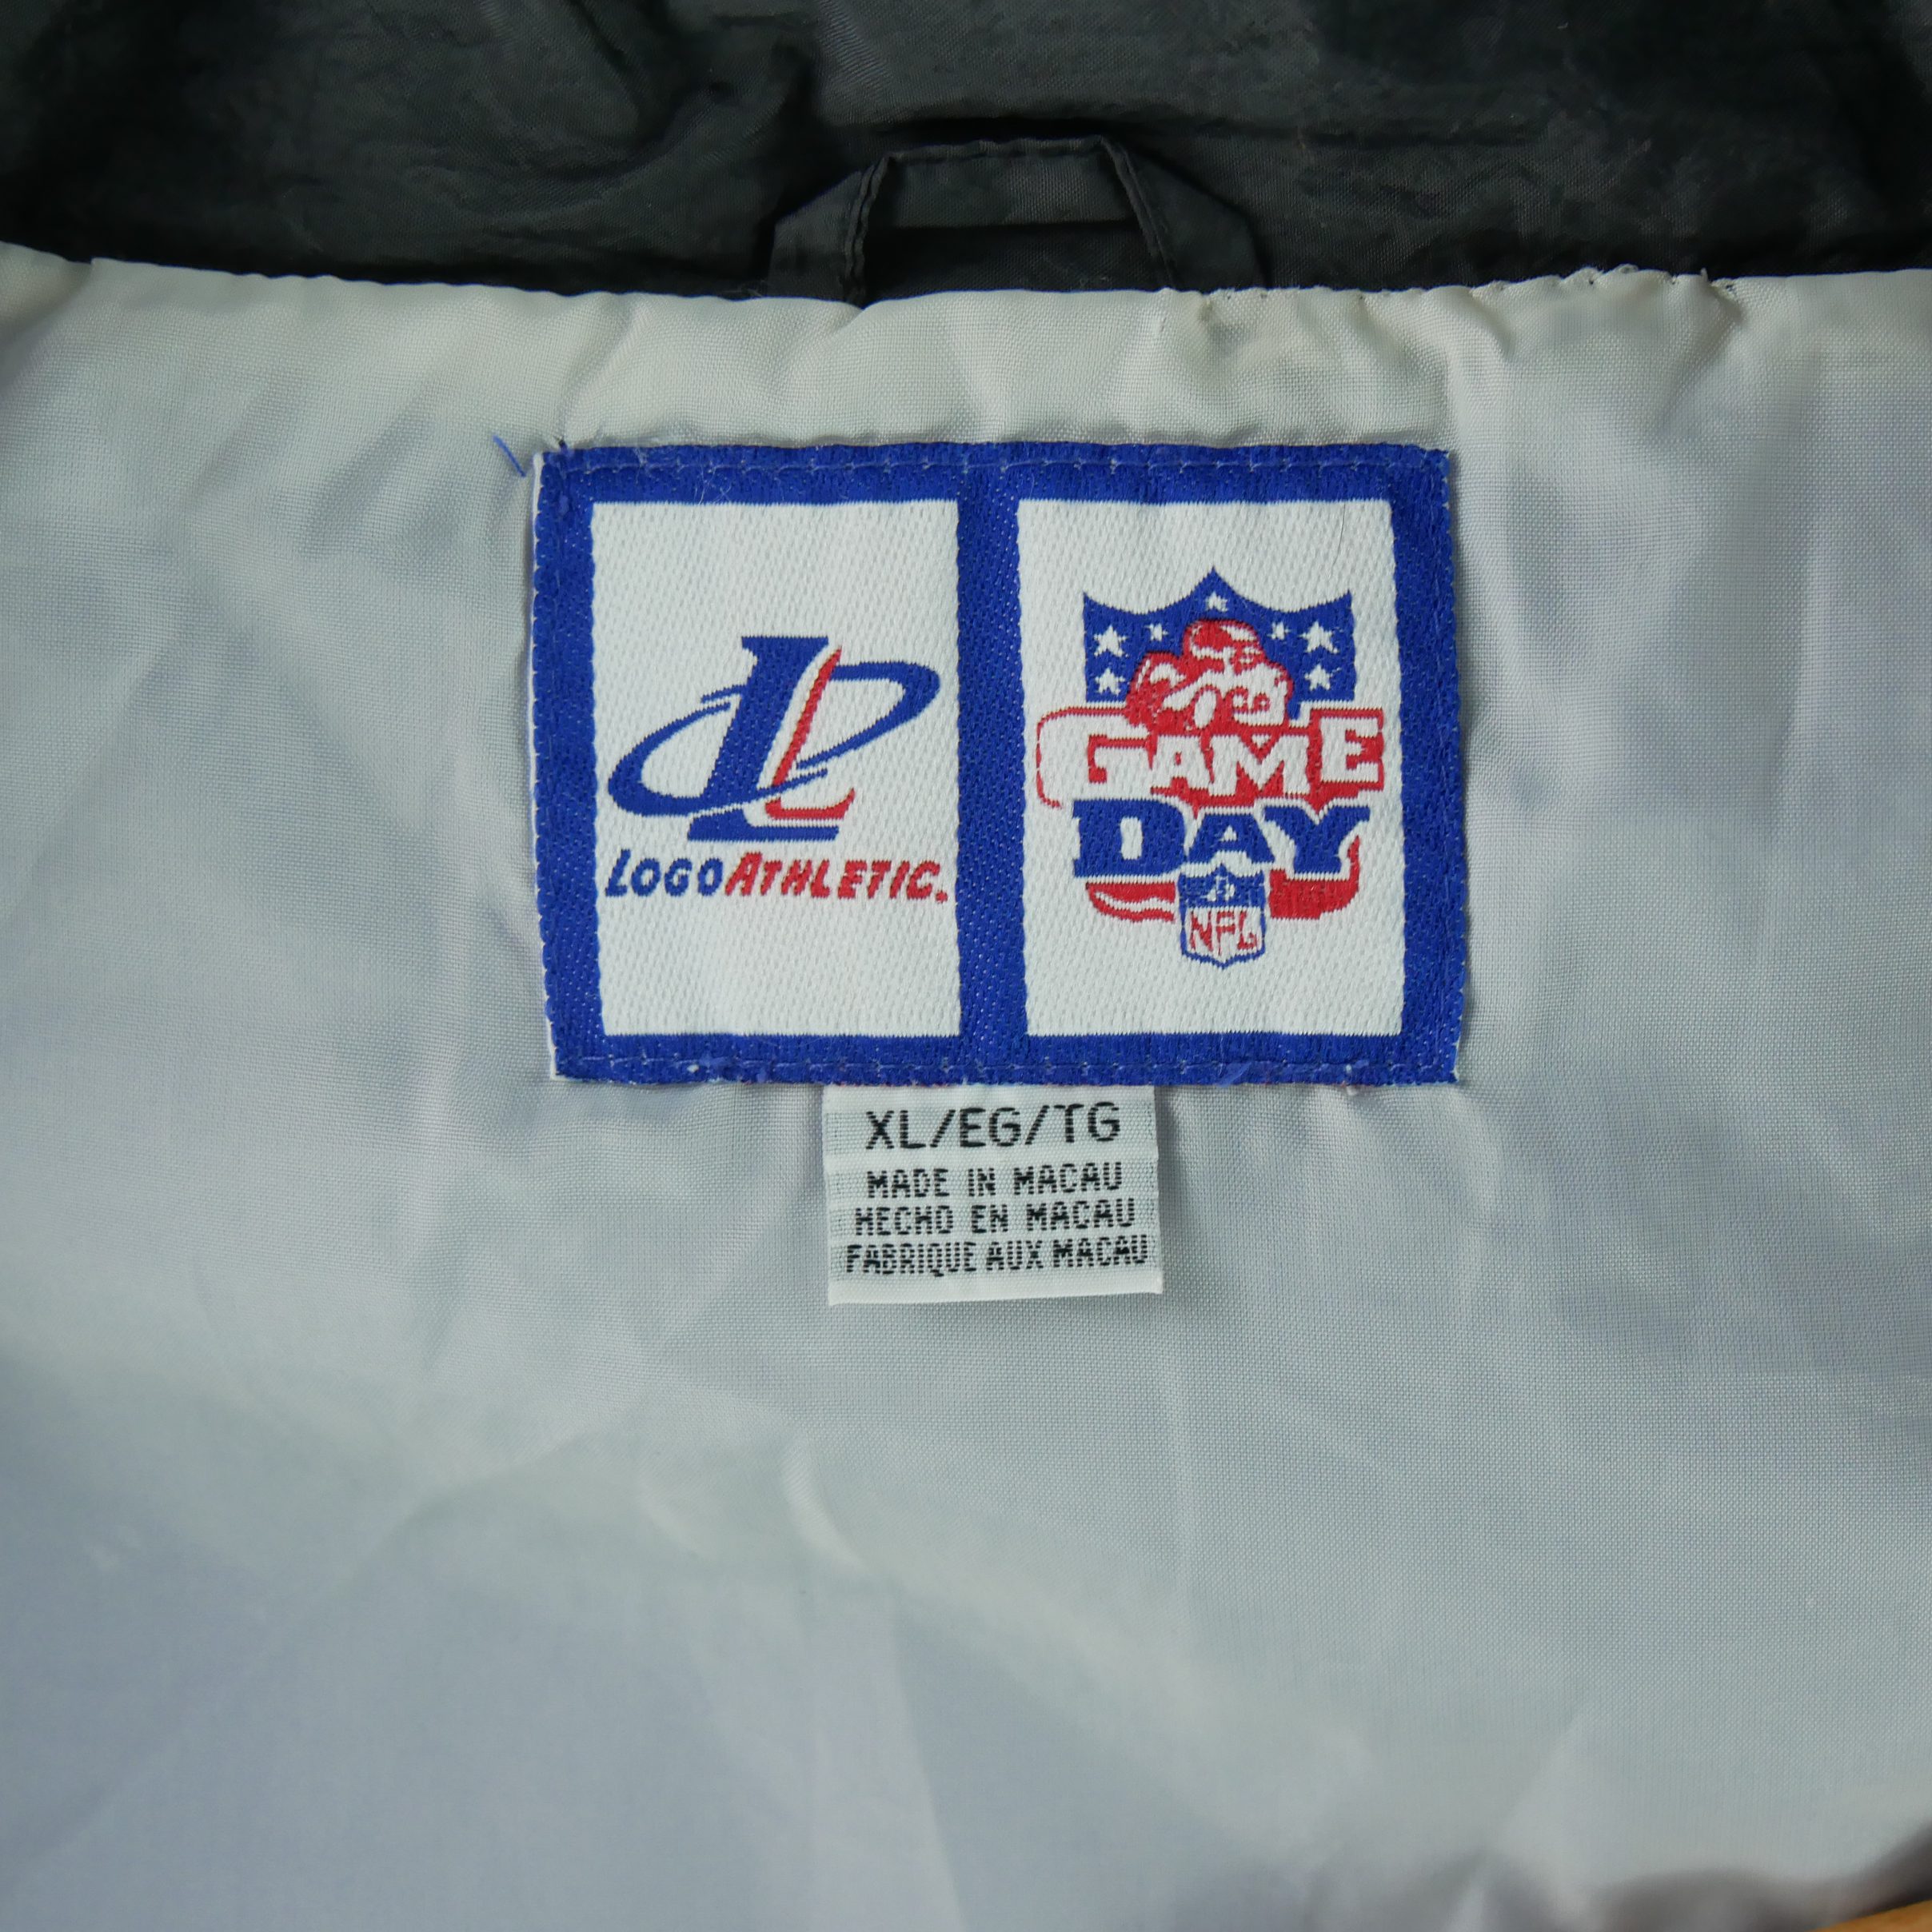 LOGO ATHLETIC.
GAME
DAY
NFL
XL/EG/TG
MADE IN MACAU
HECHO EN MACAU
FABRIQUE AUX MACAU